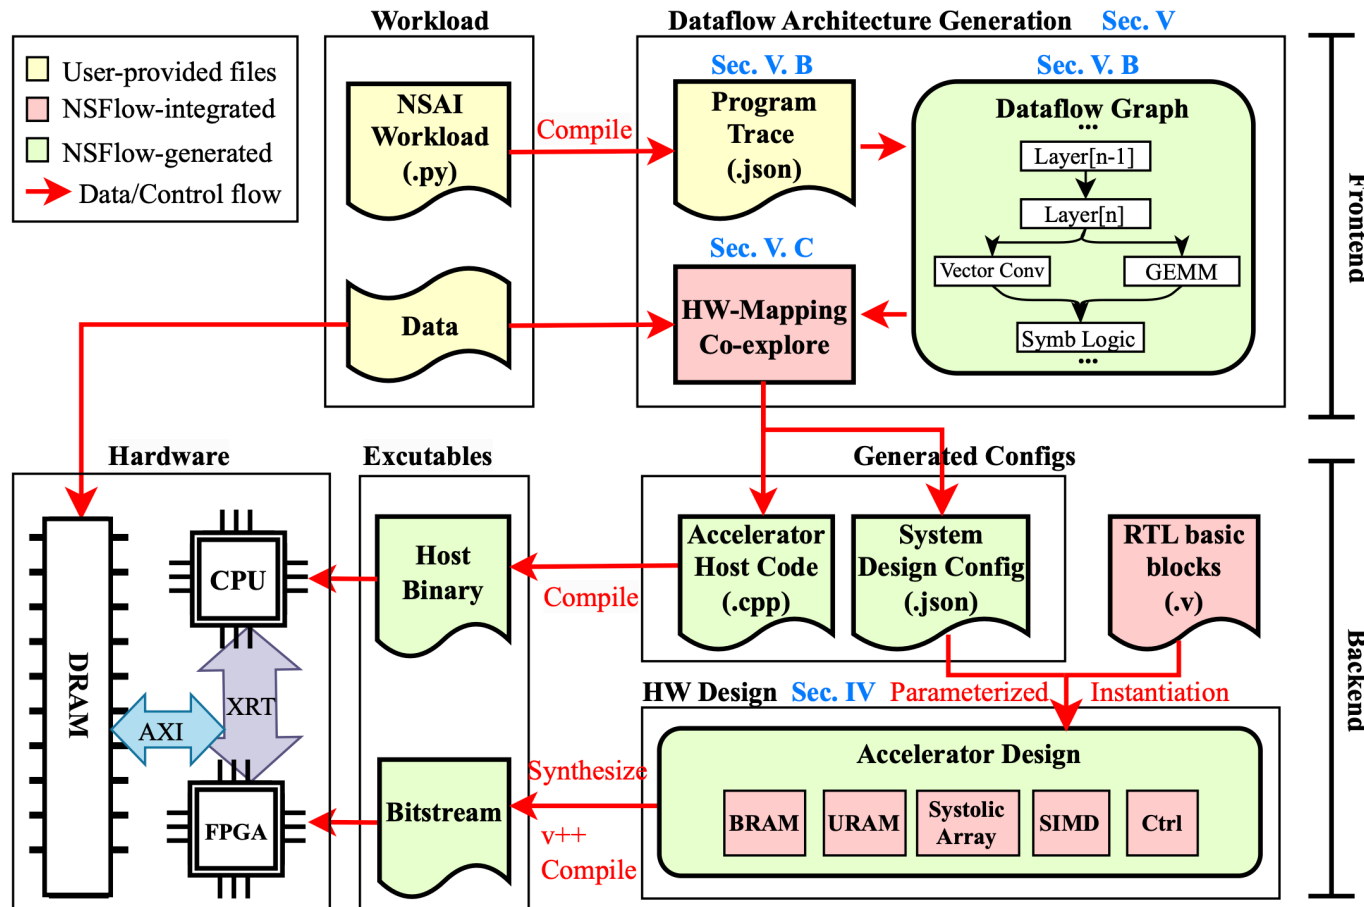 Workload
Dataflow Architecture Generation Sec. V
User-provided files
NSFlow-integrated
NSFlow-generated
Data/Control flow
NSAI
Workload
(.py)
Compile
Sec. V. B
Program
Trace
(.json)
Sec. V. B
Dataflow Graph
...
Layer[n-1]
Layer[n]
Vector Conv
GEMM
Symb Logic
...
Data
Sec. V. C
HW-Mapping
Co-explore
Frontend
Hardware
Excutables
Generated Configs
DRAM
CPU
XRT
AXI
FPGA
Host
Binary
Compile
Accelerator
Host Code
(.cpp)
System
Design Config
(.json)
RTL basic
blocks
(.v)
HW Design Sec. IV Parameterized Instantiation
Bitstream
Synthesize
v++
Compile
Accelerator Design
BRAM
URAM
Systolic
Array
SIMD
Ctrl
Backend